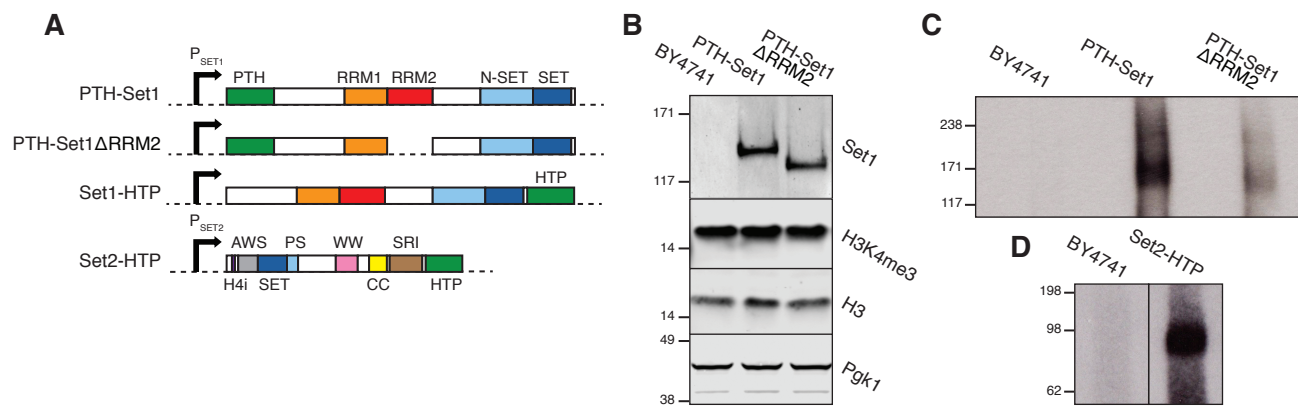 A
P SET1
PTH RRM1 RRM2 N-SET SET
PTH-Set1
PTH-Set1ΔRRM2
HTP
Set1-HTP
P SET2
AWS PS WW SRI
Set2-HTP
H4i SET CC HTP
B
BY4741
PTH-Set1
PTH-Set1
ΔRRM2
171
Set1
117
H3K4me3
14
H3
14
49
Pgk1
38
C
BY4741
PTH-Set1
PTH-Set1
ΔRRM2
238
171
117
D
BY4741
Set2-HTP
198
98
62